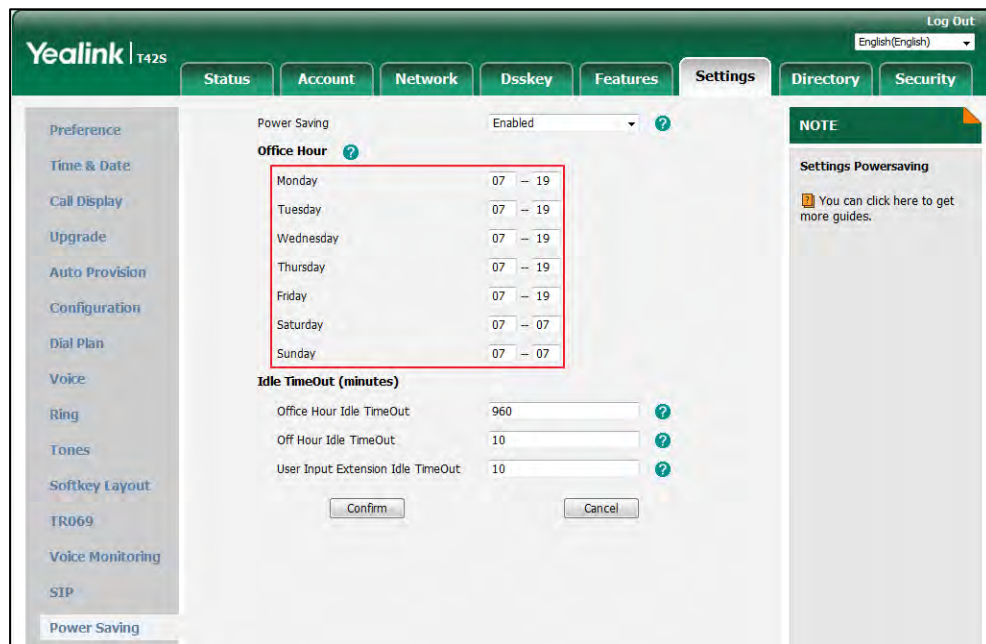 Log Out
Yealink | T42S
English(English)
Status Account Network Dsskey Features Settings Directory Security
Preference
Time & Date
Call Display
Upgrade
Auto Provision
Configuration
Dial Plan
Voice
Ring
Tones
Softkey Layout
TR069
Voice Monitoring
SIP
Power Saving
Power Saving Enabled ?
Office Hour ?
Monday 07 – 19
Tuesday 07 – 19
Wednesday 07 – 19
Thursday 07 – 19
Friday 07 – 19
Saturday 07 – 07
Sunday 07 – 07
Idle TimeOut (minutes)
Office Hour Idle TimeOut 960 ?
Off Hour Idle TimeOut 10 ?
User Input Extension Idle TimeOut 10 ?
Confirm Cancel
NOTE
Settings Powersaving
? You can click here to get
more guides.